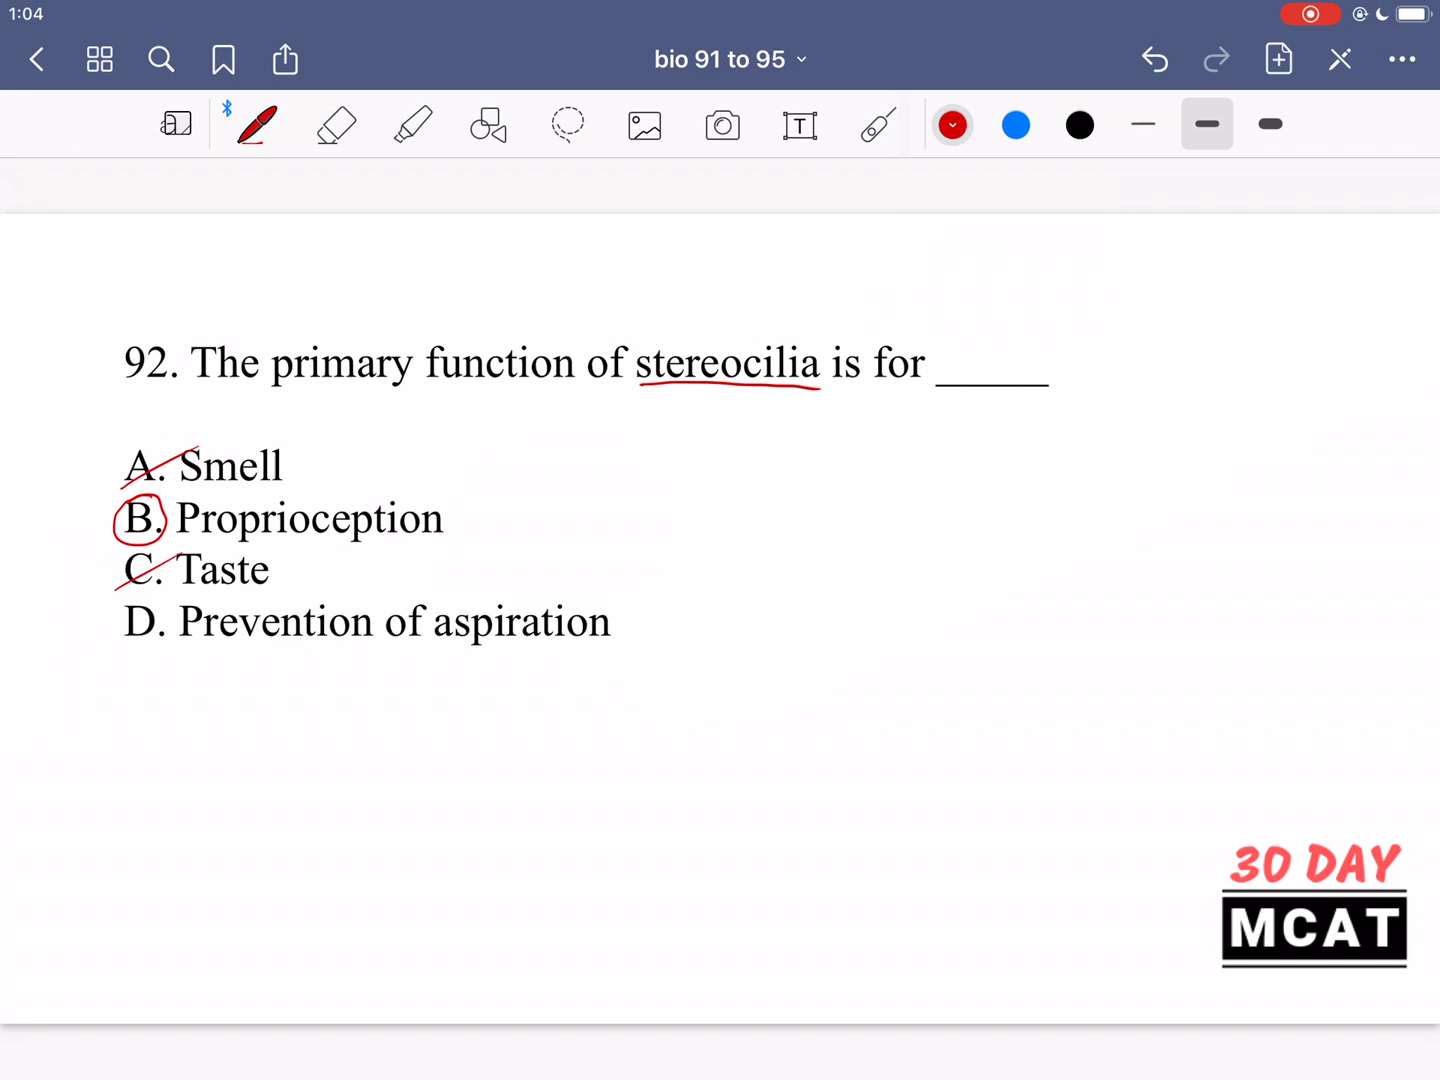 1:04
bio 91 to 95
a
T
92. The primary function of stereocilia is for _____
A. Smell
B. Proprioception
C. Taste
D. Prevention of aspiration
30 DAY
MCAT